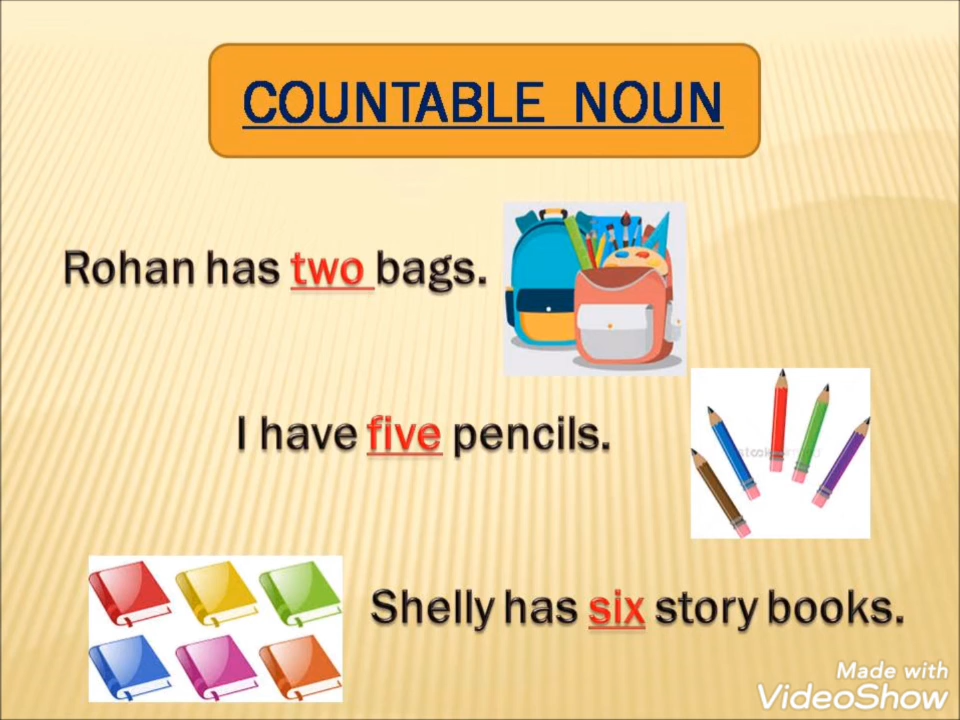 COUNTABLE NOUN
Rohan has two bags.
I have five pencils.
Shelly has six story books.
Made with
VideoShow